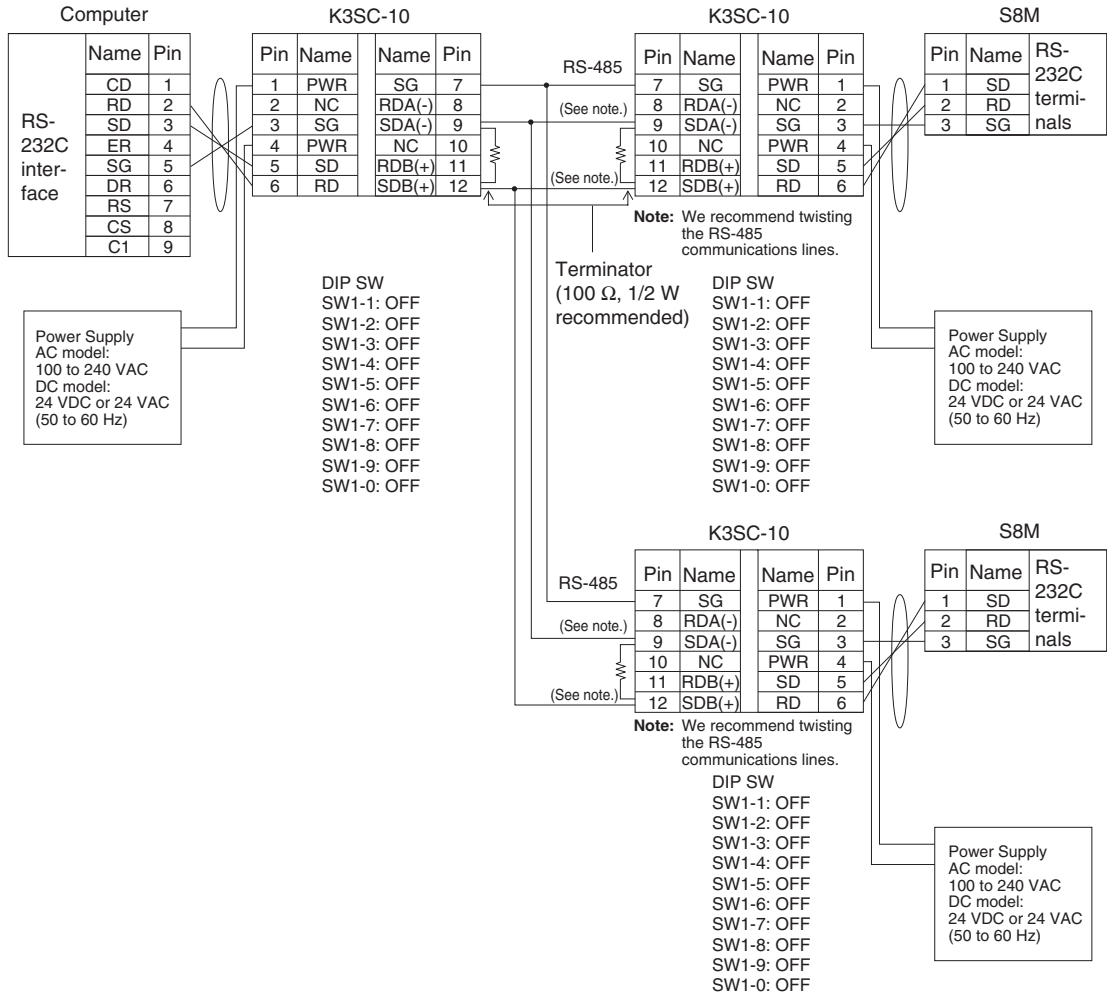 Computer
K3SC-10
K3SC-10
S8M
RS-232C inter-face
Name Pin
CD 1
RD 2
SD 3
ER 4
SG 5
DR 6
RS 7
CS 8
C1 9
Pin Name Name Pin
1 PWR SG 7
2 NC RDA(-) 8
3 SG SDA(-) 9
4 PWR NC 10
5 SD RDB(+) 11
6 RD SDB(+) 12
RS-485
(See note.)
(See note.)
Pin Name Name Pin
7 SG PWR 1
8 RDA(-) NC 2
9 SDA(-) SG 3
10 NC PWR 4
11 RDB(+) SD 5
12 SDB(+) RD 6
Pin Name
1 SD
2 RD
3 SG
RS-
232C
termi-
nals
Note: We recommend twisting
the RS-485
communications lines.
Terminator
(100 Ω, 1/2 W
recommended)
Power Supply
AC model:
100 to 240 VAC
DC model:
24 VDC or 24 VAC
(50 to 60 Hz)
DIP SW
SW1-1: OFF
SW1-2: OFF
SW1-3: OFF
SW1-4: OFF
SW1-5: OFF
SW1-6: OFF
SW1-7: OFF
SW1-8: OFF
SW1-9: OFF
SW1-0: OFF
DIP SW
SW1-1: OFF
SW1-2: OFF
SW1-3: OFF
SW1-4: OFF
SW1-5: OFF
SW1-6: OFF
SW1-7: OFF
SW1-8: OFF
SW1-9: OFF
SW1-0: OFF
Power Supply
AC model:
100 to 240 VAC
DC model:
24 VDC or 24 VAC
(50 to 60 Hz)
K3SC-10
S8M
RS-485
(See note.)
(See note.)
Pin Name Name Pin
7 SG PWR 1
8 RDA(-) NC 2
9 SDA(-) SG 3
10 NC PWR 4
11 RDB(+) SD 5
12 SDB(+) RD 6
Pin Name
1 SD
2 RD
3 SG
RS-
232C
termi-
nals
Note: We recommend twisting
the RS-485
communications lines.
DIP SW
SW1-1: OFF
SW1-2: OFF
SW1-3: OFF
SW1-4: OFF
SW1-5: OFF
SW1-6: OFF
SW1-7: OFF
SW1-8: OFF
SW1-9: OFF
SW1-0: OFF
Power Supply
AC model:
100 to 240 VAC
DC model:
24 VDC or 24 VAC
(50 to 60 Hz)